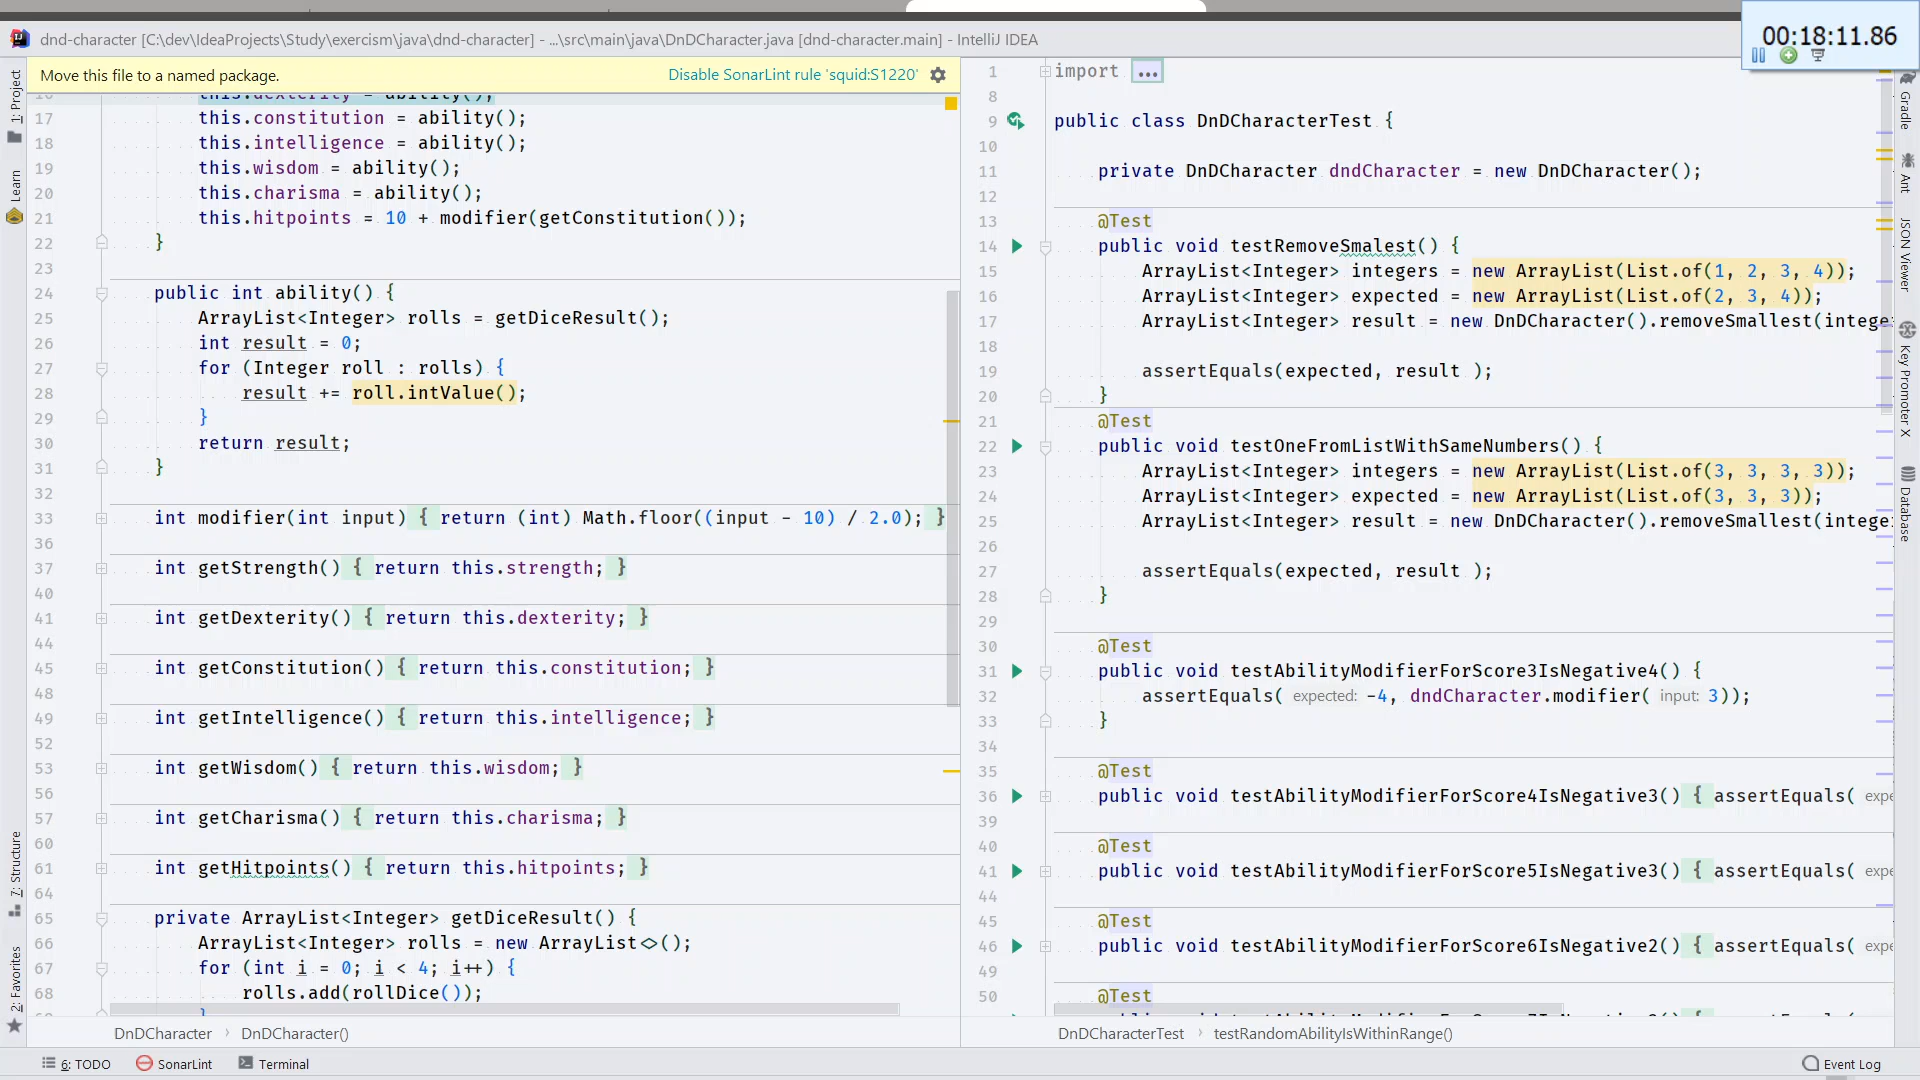 dnd-character [C:\dev\IdeaProjects\Study\exercism\java\dnd-character] - ...\src\main\java\DnDCharacter.java [dnd-character.main] - IntelliJ IDEA
00:18:11.86
Move this file to a named package.
Disable SonarLint rule 'squid:S1220'
1: Project
Learn
7: Structure
2: Favorites
16 this.dexterity = ability();
17 this.constitution = ability();
18 this.intelligence = ability();
19 this.wisdom = ability();
20 this.charisma = ability();
21 this.hitpoints = 10 + modifier(getConstitution());
22 }
23
24 public int ability() {
25 ArrayList<Integer> rolls = getDiceResult();
26 int result = 0;
27 for (Integer roll : rolls) {
28 result += roll.intValue();
29 }
30 return result;
31 }
32
33 int modifier(int input) { return (int) Math.floor((input - 10) / 2.0); }
36
37 int getStrength() { return this.strength; }
40
41 int getDexterity() { return this.dexterity; }
44
45 int getConstitution() { return this.constitution; }
48
49 int getIntelligence() { return this.intelligence; }
52
53 int getWisdom() { return this.wisdom; }
56
57 int getCharisma() { return this.charisma; }
60
61 int getHitpoints() { return this.hitpoints; }
64
65 private ArrayList<Integer> getDiceResult() {
66 ArrayList<Integer> rolls = new ArrayList<>();
67 for (int i = 0; i < 4; i++) {
68 rolls.add(rollDice());
DnDCharacter › DnDCharacter()
1 import ...
8
9 public class DnDCharacterTest {
10
11 private DnDCharacter dndCharacter = new DnDCharacter();
12
13 @Test
14 public void testRemoveSmalest() {
15 ArrayList<Integer> integers = new ArrayList(List.of(1, 2, 3, 4));
16 ArrayList<Integer> expected = new ArrayList(List.of(2, 3, 4));
17 ArrayList<Integer> result = new DnDCharacter().removeSmallest(intege
18
19 assertEquals(expected, result );
20 }
21 @Test
22 public void testOneFromListWithSameNumbers() {
23 ArrayList<Integer> integers = new ArrayList(List.of(3, 3, 3, 3));
24 ArrayList<Integer> expected = new ArrayList(List.of(3, 3, 3));
25 ArrayList<Integer> result = new DnDCharacter().removeSmallest(intege
26
27 assertEquals(expected, result );
28 }
29
30 @Test
31 public void testAbilityModifierForScore3IsNegative4() {
32 assertEquals( expected: -4, dndCharacter.modifier( input: 3));
33 }
34
35 @Test
36 public void testAbilityModifierForScore4IsNegative3() { assertEquals( expe
39
40 @Test
41 public void testAbilityModifierForScore5IsNegative3() { assertEquals( expe
44
45 @Test
46 public void testAbilityModifierForScore6IsNegative2() { assertEquals( expe
49
50 @Test
DnDCharacterTest › testRandomAbilityIsWithinRange()
Gradle
Ant
JSON Viewer
Key Promoter X
Database
6: TODO
SonarLint
Terminal
Event Log